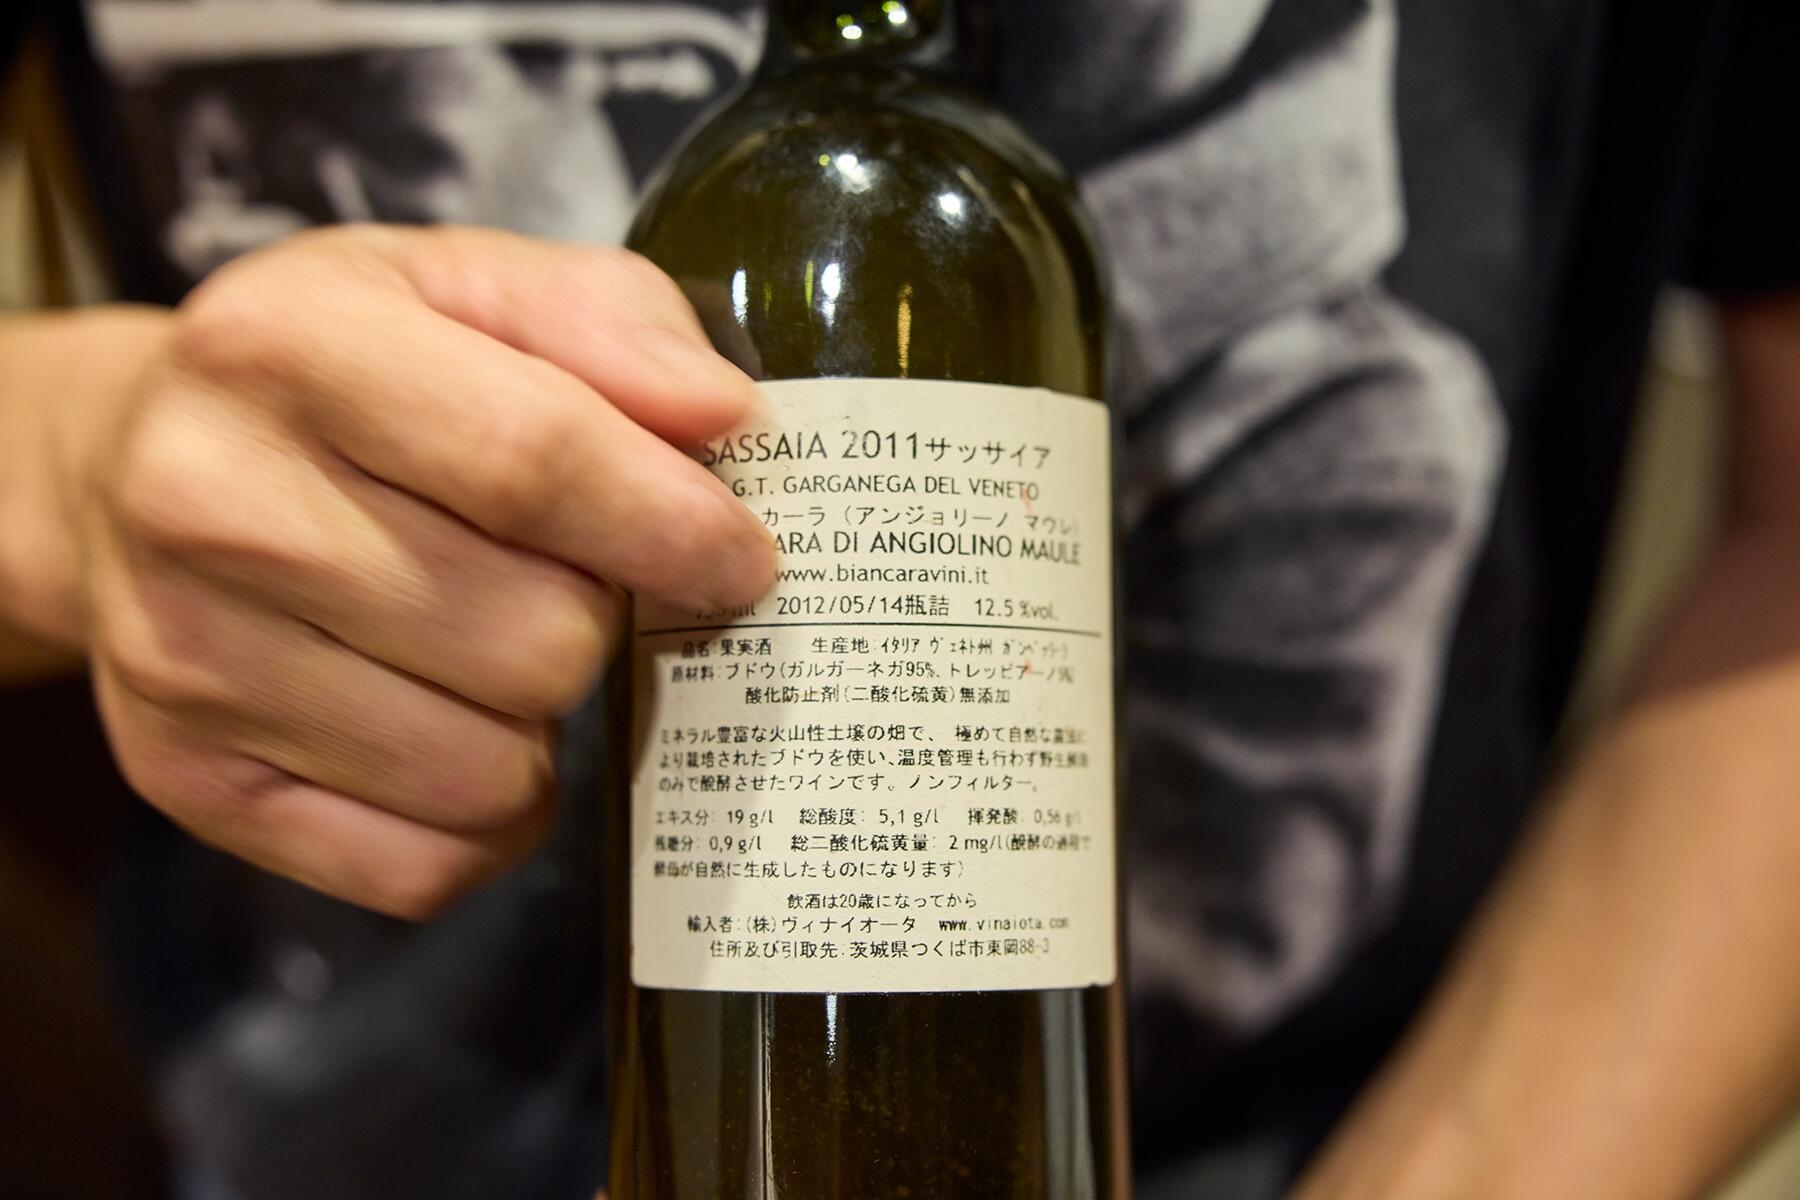 SASSAIA 2011サッサイア
G.T. GARGANEGA DEL VENETO
カーラ（アンジョリーノ マウレ）
ARA DI ANGIOLINO MAULE
www.biancaravini.it
750 ml 2012/05/14瓶詰 12.5%vol.
品名:果実酒 生産地:ｲﾀﾘｱ ｳﾞｪﾈﾄ州
原材料:ブドウ(ガルガーネガ95%、トレッビアーノ5%)
酸化防止剤(二酸化硫黄)無添加
ミネラル豊富な火山性土壌の畑で、 極めて自然な農法に
より栽培されたブドウを使い、温度管理も行わず野生酵母
のみで醗酵させたワインです。ノンフィルター。
エキス分: 19 g/l 総酸度: 5,1 g/l 揮発酸: 0,56 g/l
残糖分: 0,9 g/l 総二酸化硫黄量: 2 mg/l(醗酵の過程で
酵母が自然に生成したものになります)
飲酒は20歳になってから
輸入者:(株)ヴィナイオータ www.vinaiota.com
住所及び引取先:茨城県つくば市東岡88-3